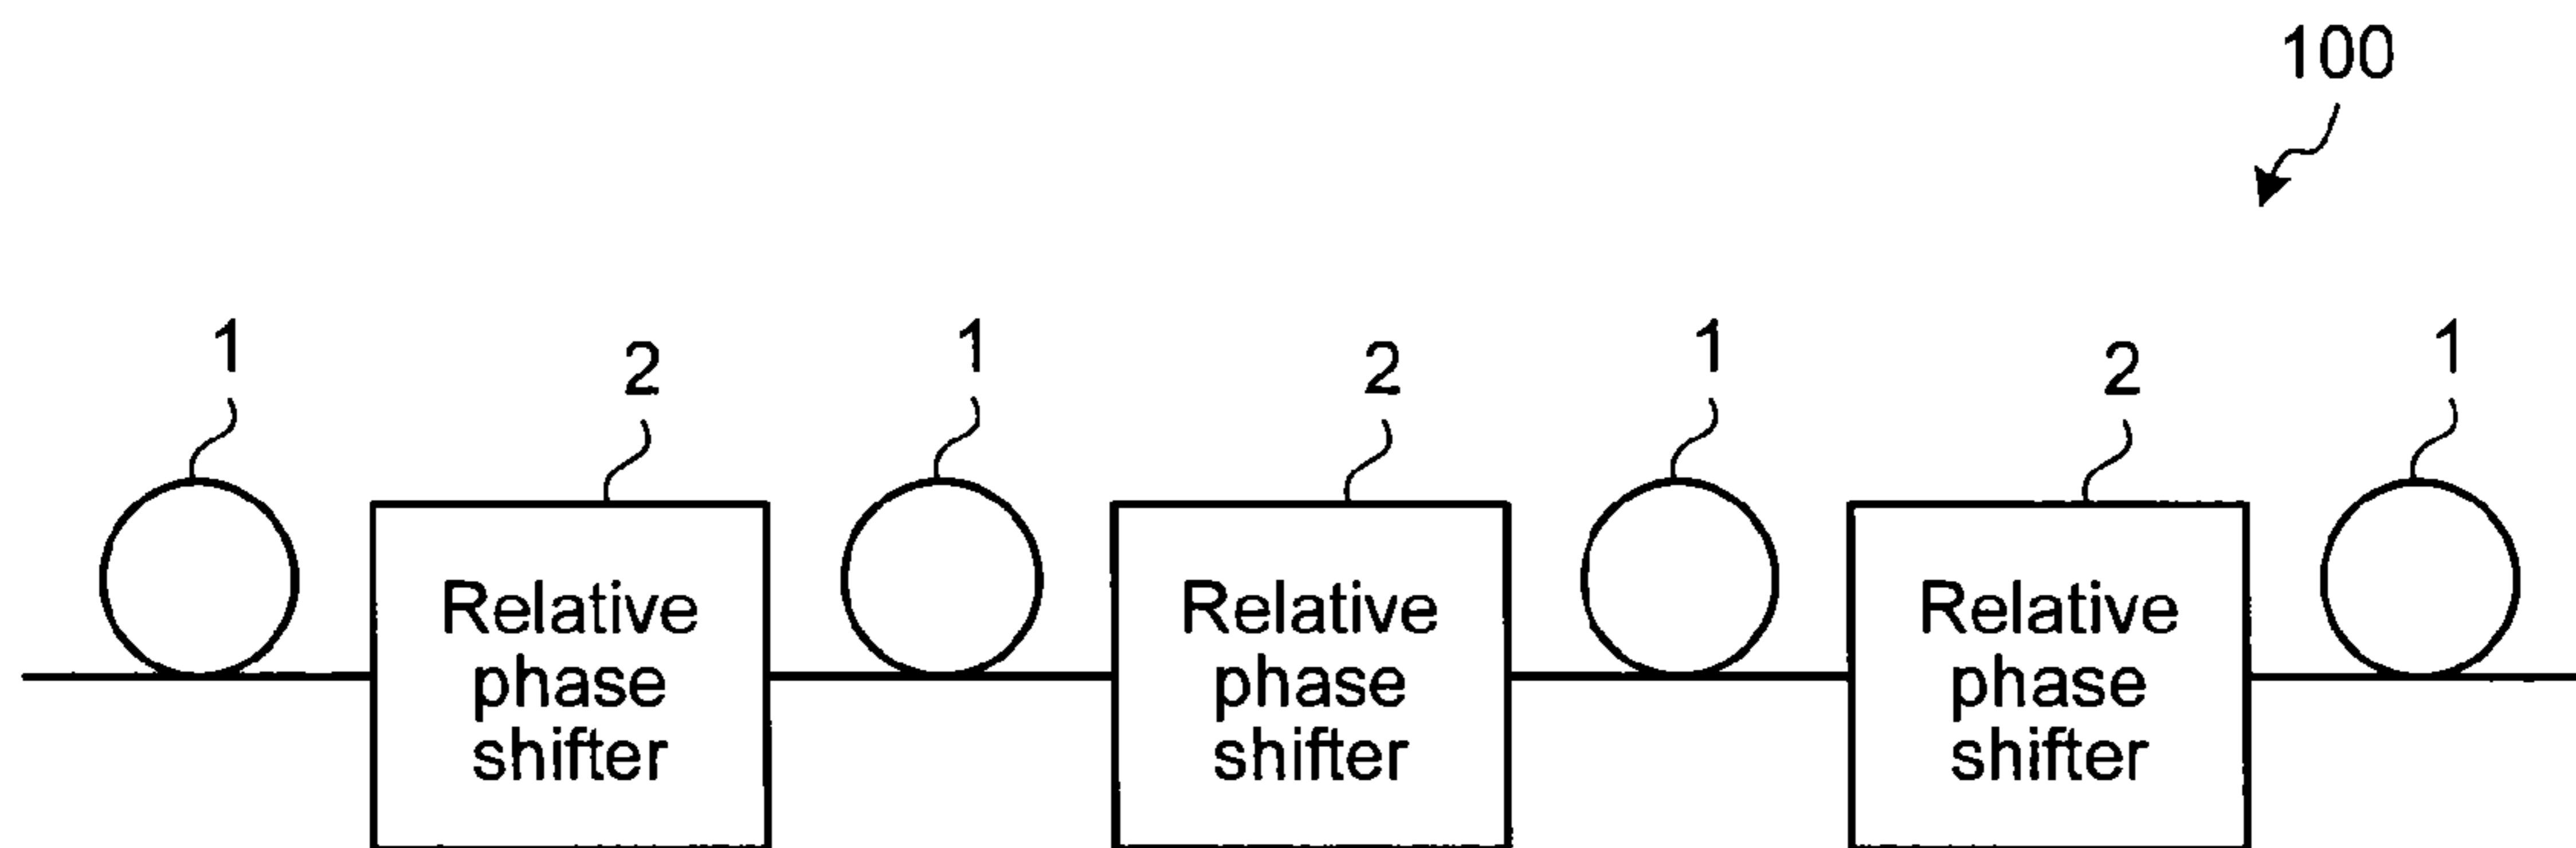 100
1
2
1
2
1
2
1
Relative
phase
shifter
Relative
phase
shifter
Relative
phase
shifter